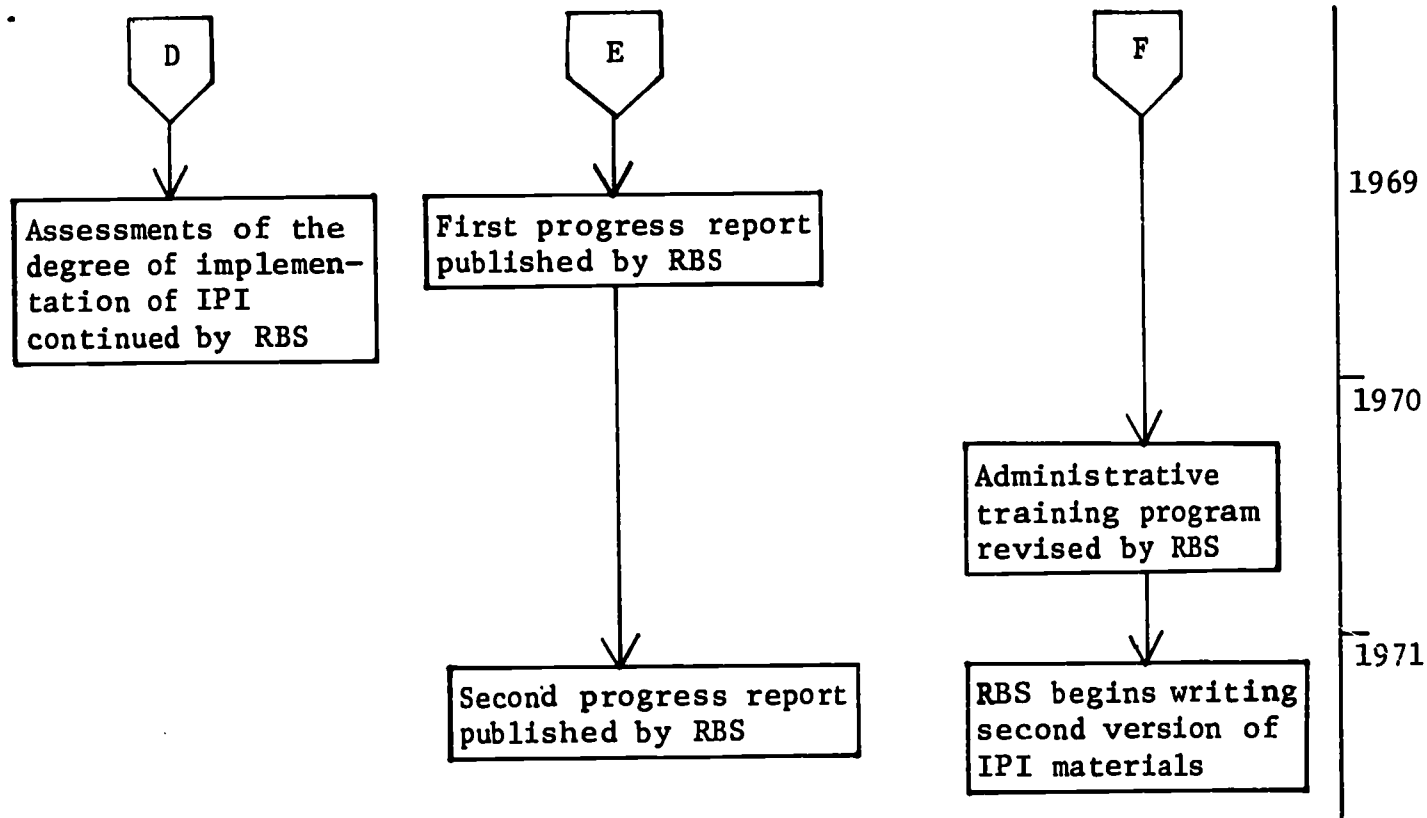 D
E
F
1969
Assessments of the
degree of implemen-
tation of IPI
continued by RBS
First progress report
published by RBS
1970
Administrative
training program
revised by RBS
1971
Second progress report
published by RBS
RBS begins writing
second version of
IPI materials